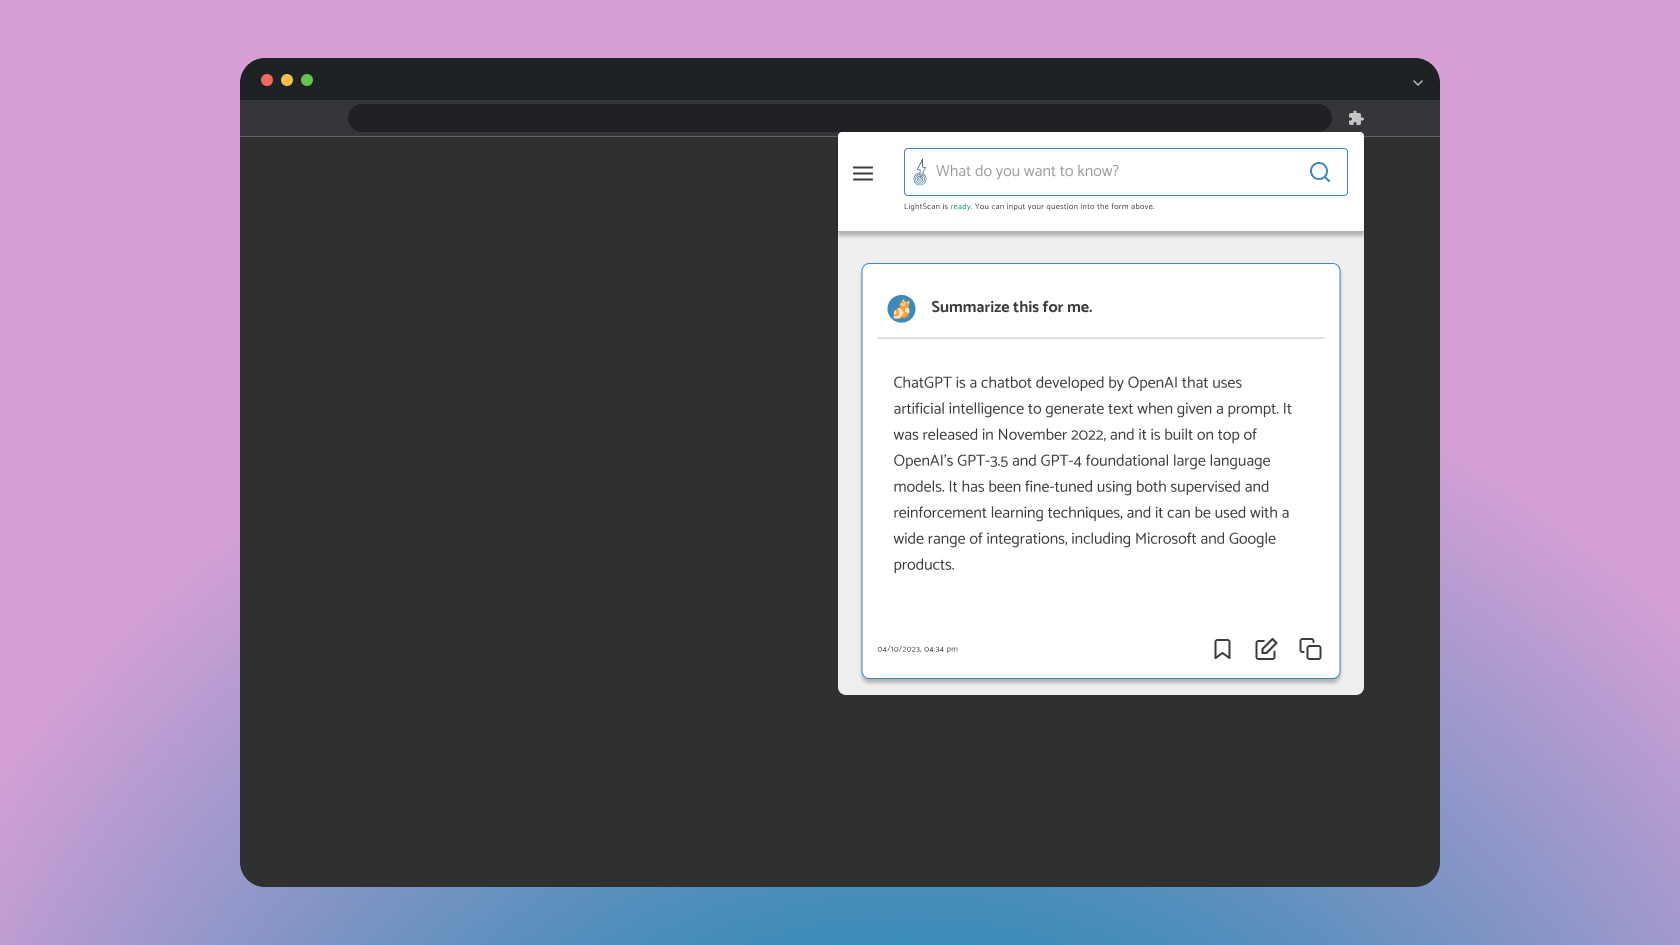 What do you want to know?
LightScan is ready. You can input your question into the form above.
Summarize this for me.
ChatGPT is a chatbot developed by OpenAI that uses
artificial intelligence to generate text when given a prompt. It
was released in November 2022, and it is built on top of
OpenAI's GPT-3.5 and GPT-4 foundational large language
models. It has been fine-tuned using both supervised and
reinforcement learning techniques, and it can be used with a
wide range of integrations, including Microsoft and Google
products.
04/10/2023, 04:34 pm